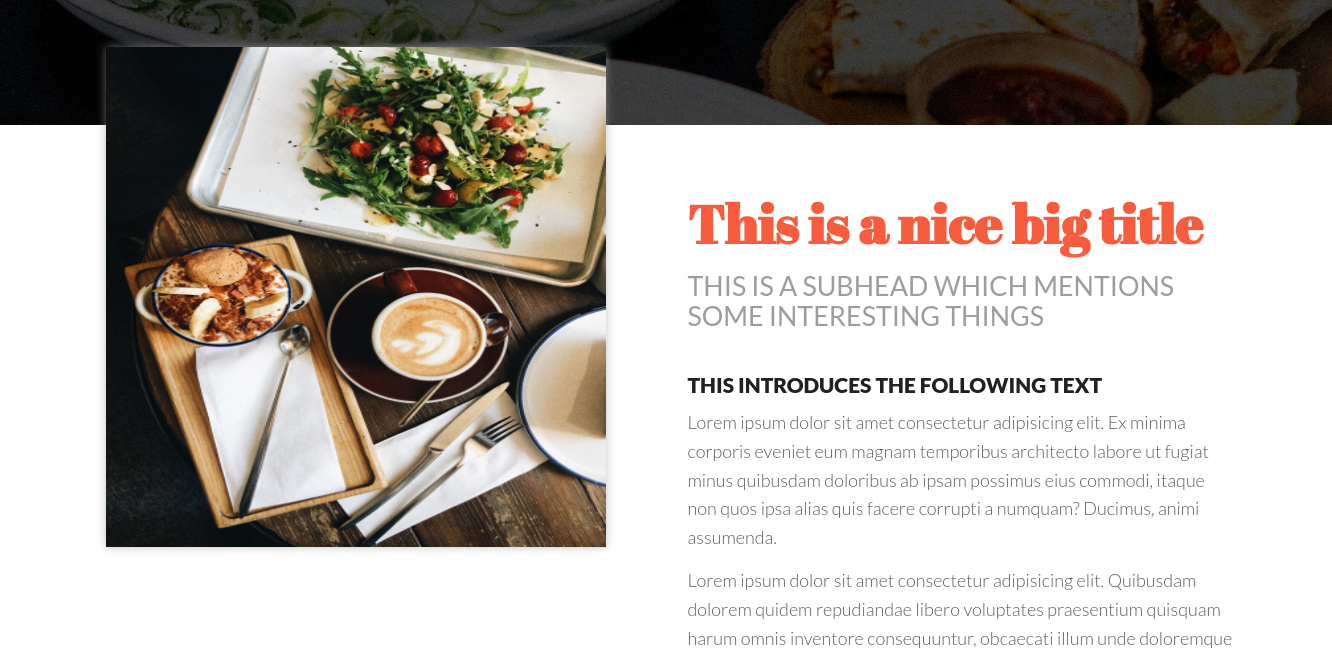 This is a nice big title
THIS IS A SUBHEAD WHICH MENTIONS
SOME INTERESTING THINGS
THIS INTRODUCES THE FOLLOWING TEXT
Lorem ipsum dolor sit amet consectetur adipisicing elit. Ex minima
corporis eveniet eum magnam temporibus architecto labore ut fugiat
minus quibusdam doloribus ab ipsam possimus eius commodi, itaque
non quos ipsa alias quis facere corrupti a numquam? Ducimus, animi
assumenda.
Lorem ipsum dolor sit amet consectetur adipisicing elit. Quibusdam
dolorem quidem repudiandae libero voluptates praesentium quisquam
harum omnis inventore consequuntur, obcaecati illum unde doloremque